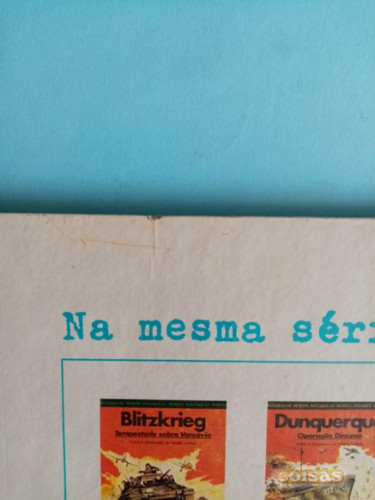 Na mesma séri
Blitzkrieg
Tempestade sobre Varsóvia
Dunquerque
Operação Dínamo
coisas